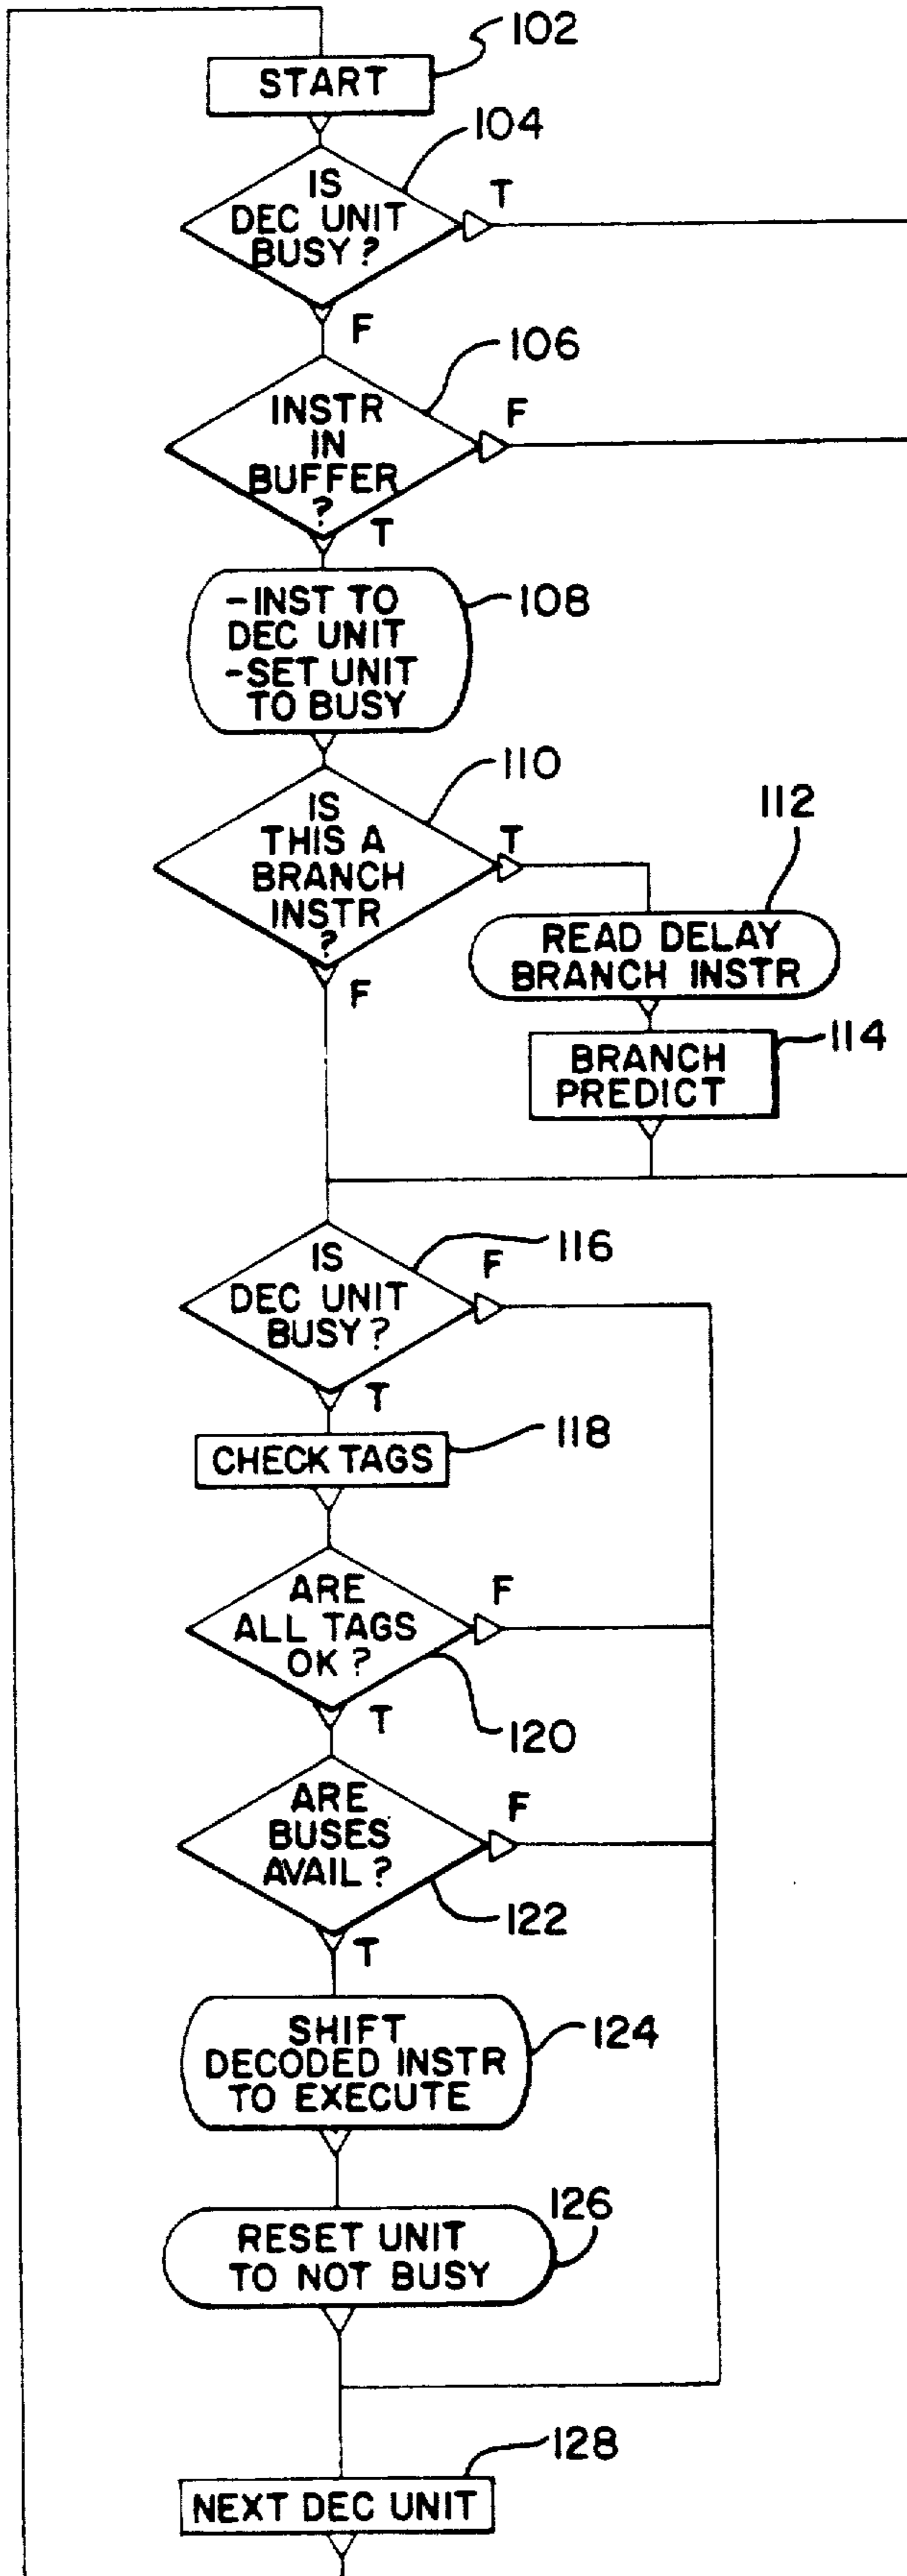 102
START
104
IS
DEC UNIT
BUSY?
T
F
106
INSTR
IN
BUFFER
?
F
T
108
-INST TO
DEC UNIT
-SET UNIT
TO BUSY
110
IS
THIS A
BRANCH
INSTR
?
T
F
112
READ DELAY
BRANCH INSTR
114
BRANCH
PREDICT
116
IS
DEC UNIT
BUSY?
F
T
118
CHECK TAGS
ARE
ALL TAGS
OK?
F
T
120
ARE
BUSES
AVAIL?
F
T
122
124
SHIFT
DECODED INSTR
TO EXECUTE
126
RESET UNIT
TO NOT BUSY
128
NEXT DEC UNIT